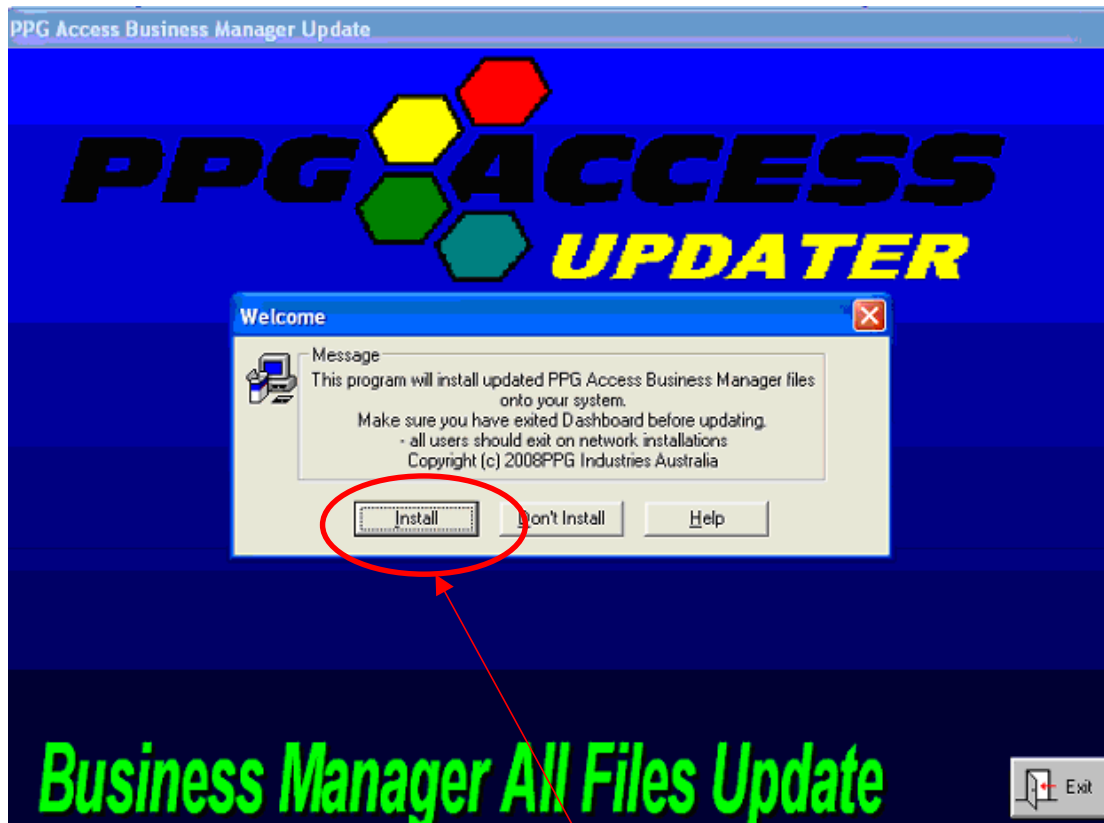 PPG Access Business Manager Update
PPG ACCESS
UPDATER
Welcome
Message
This program will install updated PPG Access Business Manager files
onto your system.
Make sure you have exited Dashboard before updating.
- all users should exit on network installations
Copyright (c) 2008PPG Industries Australia
Install
Don't Install
Help
Business Manager All Files Update
Exit